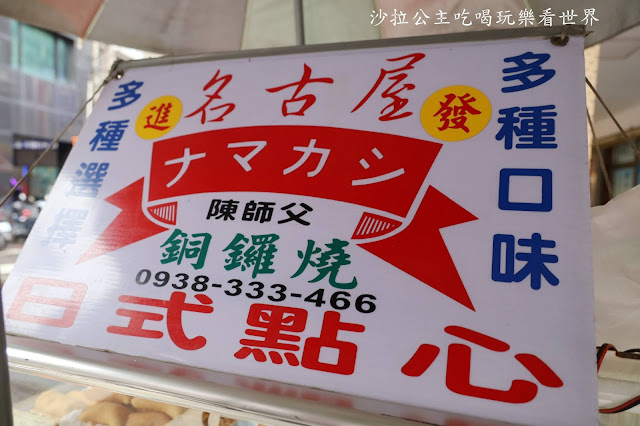 沙拉公主吃喝玩樂看世界
進 名古屋 發
ナマカシ
陳師父
銅鑼燒
0938-333-466
日式點心
多種選擇
多種口味